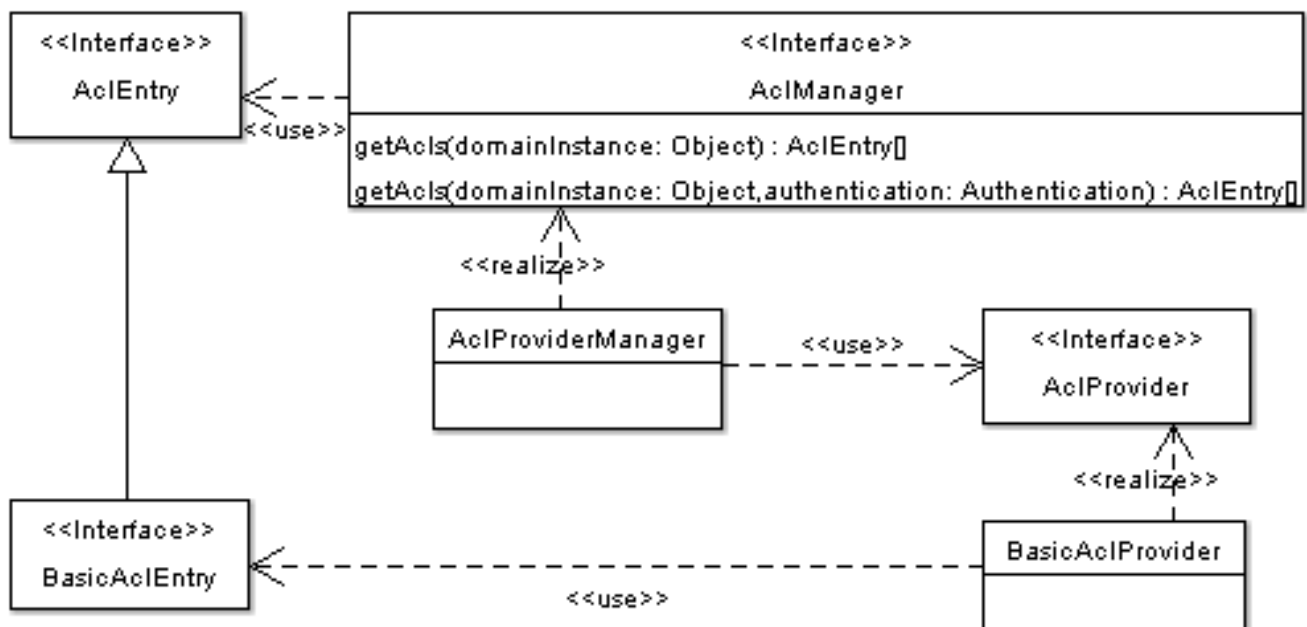 <<Interface>>
AclEntry
<<use>>
<<Interface>>
AclManager
getAcls(domainInstance: Object) : AclEntry[]
getAcls(domainInstance: Object,authentication: Authentication) : AclEntry[]
<<realize>>
AclProviderManager
<<use>>
<<Interface>>
AclProvider
<<realize>>
<<Interface>>
BasicAclEntry
<<use>>
BasicAclProvider